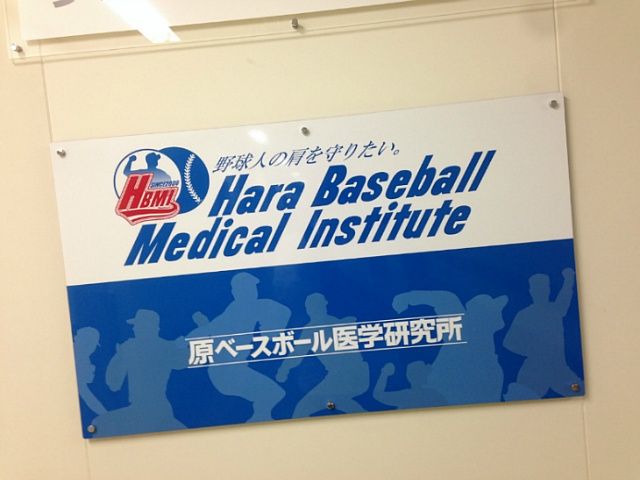 野球人の肩を守りたい。
SINCE2000
HBMI
Hara Baseball
Medical Institute
原ベースボール医学研究所